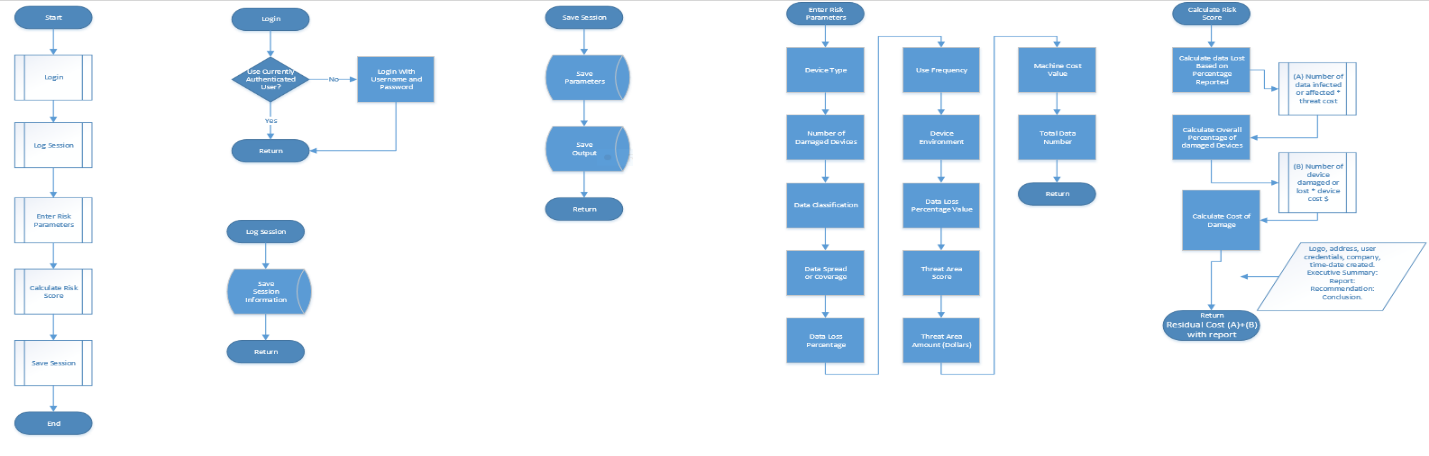 Start
Login
Log Session
Enter Risk
Parameters
Calculate Risk
Score
Save Session
End
Login
Use Currently
Authenticated
User?
No
Login With
Username and
Password
Yes
Return
Log Session
Save
Session
Information
Return
Save Session
Save
Parameters
Save
Output
Return
Enter Risk
Parameters
Device Type
Number of
Damaged Devices
Data Classification
Data Spread
or Coverage
Data Loss
Percentage
Use Frequency
Device
Environment
Data Loss
Percentage Value
Threat Area
Score
Threat Area
Amount (Dollars)
Machine Cost
Value
Total Data
Number
Return
Calculate Risk
Score
Calculate data Lost
Based on
Percentage
Reported
(A) Number of
data infected
or affected *
threat cost
Calculate Overall
Percentage of
damaged Devices
(B) Number of
device
damaged or
lost * device
cost $
Calculate Cost of
Damage
Logo, address, user
credentials, company,
time-date created.
Executive Summary:
Report:
Recommendation:
Conclusion.
Return
Residual Cost (A)+(B)
with report